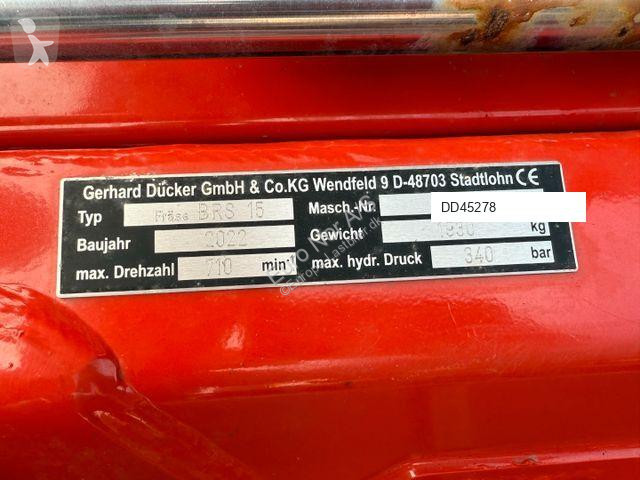 Gerhard Dücker GmbH & Co.KG Wendfeld 9 D-48703 Stadtlohn CE
Typ Fräse BRS 15 Masch.-Nr. DD45278
Baujahr 2022 Gewicht 1930 kg
max. Drehzahl 710 min-1 max. hydr. Druck 340 bar